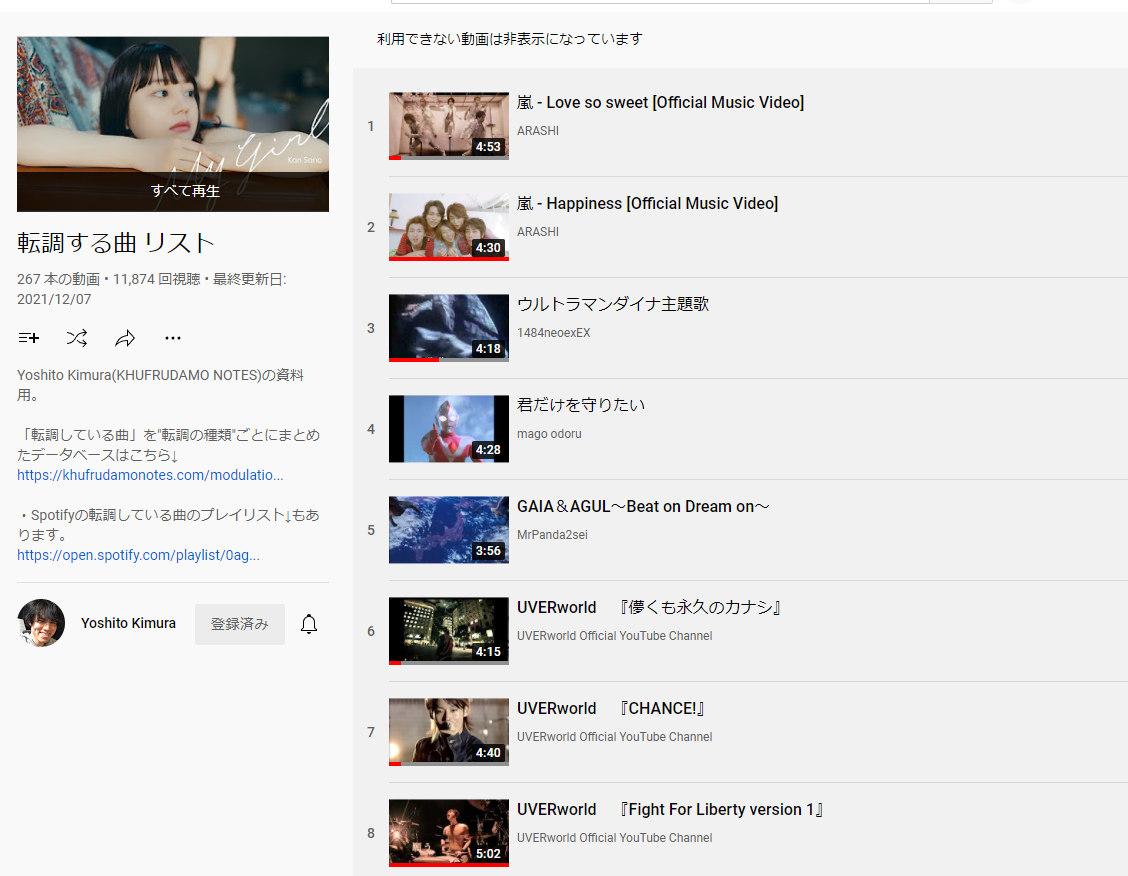 My Girl
Kan Sano
すべて再生
転調する曲 リスト
267 本の動画・11,874 回視聴・最終更新日:
2021/12/07
Yoshito Kimura(KHUFRUDAMO NOTES)の資料
用。
「転調している曲」を"転調の種類"ごとにまとめ
たデータベースはこちら↓
https://khufrudamonotes.com/modulatio...
・Spotifyの転調している曲のプレイリスト↓もあ
ります。
https://open.spotify.com/playlist/0ag...
Yoshito Kimura
登録済み
利用できない動画は非表示になっています
1
4:53
嵐 - Love so sweet [Official Music Video]
ARASHI
2
4:30
嵐 - Happiness [Official Music Video]
ARASHI
3
4:18
ウルトラマンダイナ主題歌
1484neoexEX
4
4:28
君だけを守りたい
mago odoru
5
3:56
GAIA＆AGUL～Beat on Dream on～
MrPanda2sei
6
4:15
UVERworld　『儚くも永久のカナシ』
UVERworld Official YouTube Channel
7
4:40
UVERworld　『CHANCE!』
UVERworld Official YouTube Channel
8
5:02
UVERworld　『Fight For Liberty version 1』
UVERworld Official YouTube Channel